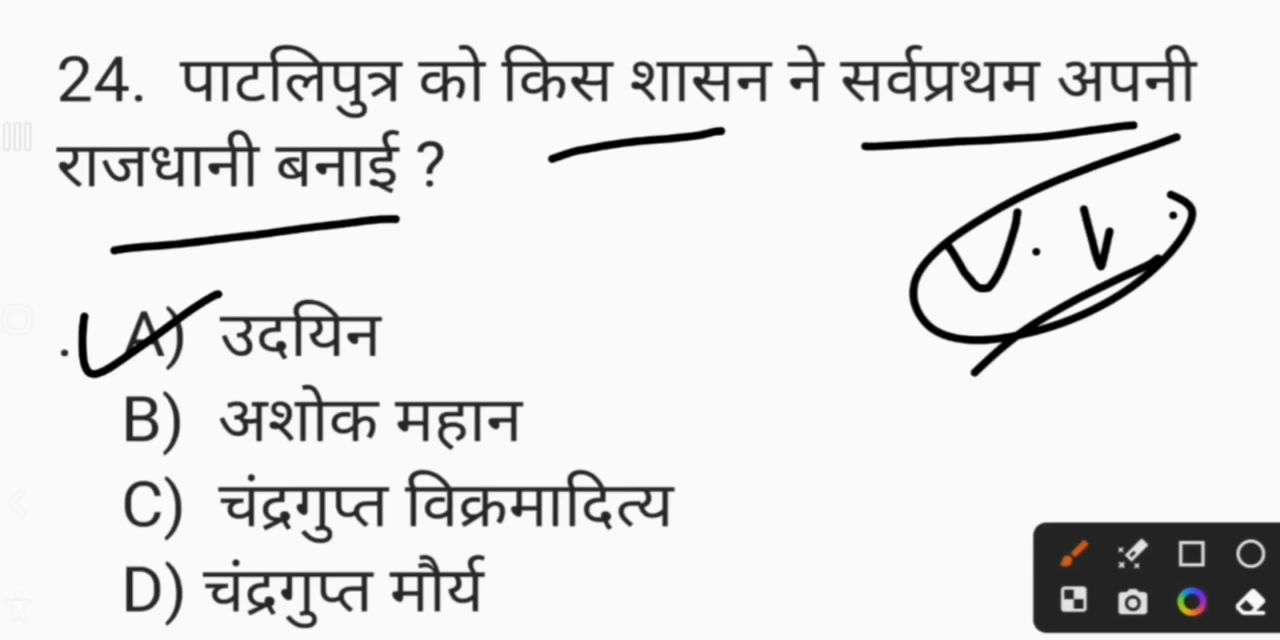 24. पाटलिपुत्र को किस शासन ने सर्वप्रथम अपनी
राजधानी बनाई ?
V. V.
. A) उदयिन
B) अशोक महान
C) चंद्रगुप्त विक्रमादित्य
D) चंद्रगुप्त मौर्य